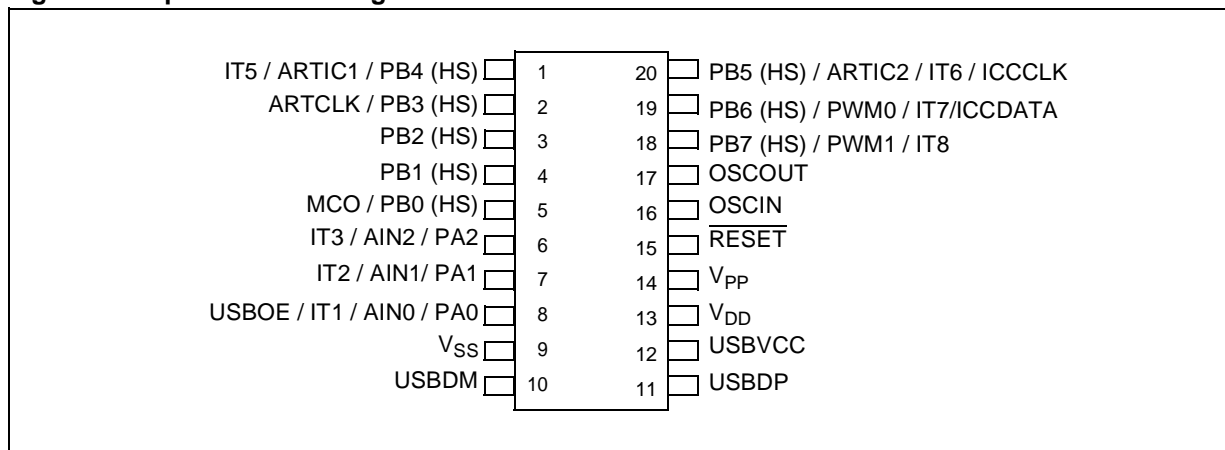 IT5 / ARTIC1 / PB4 (HS) 1 20 PB5 (HS) / ARTIC2 / IT6 / ICCCLK
ARTCLK / PB3 (HS) 2 19 PB6 (HS) / PWM0 / IT7/ICCDATA
PB2 (HS) 3 18 PB7 (HS) / PWM1 / IT8
PB1 (HS) 4 17 OSCOUT
MCO / PB0 (HS) 5 16 OSCIN
IT3 / AIN2 / PA2 6 15 RESET
IT2 / AIN1/ PA1 7 14 VPP
USBOE / IT1 / AIN0 / PA0 8 13 VDD
VSS 9 12 USBVCC
USBDM 10 11 USBDP